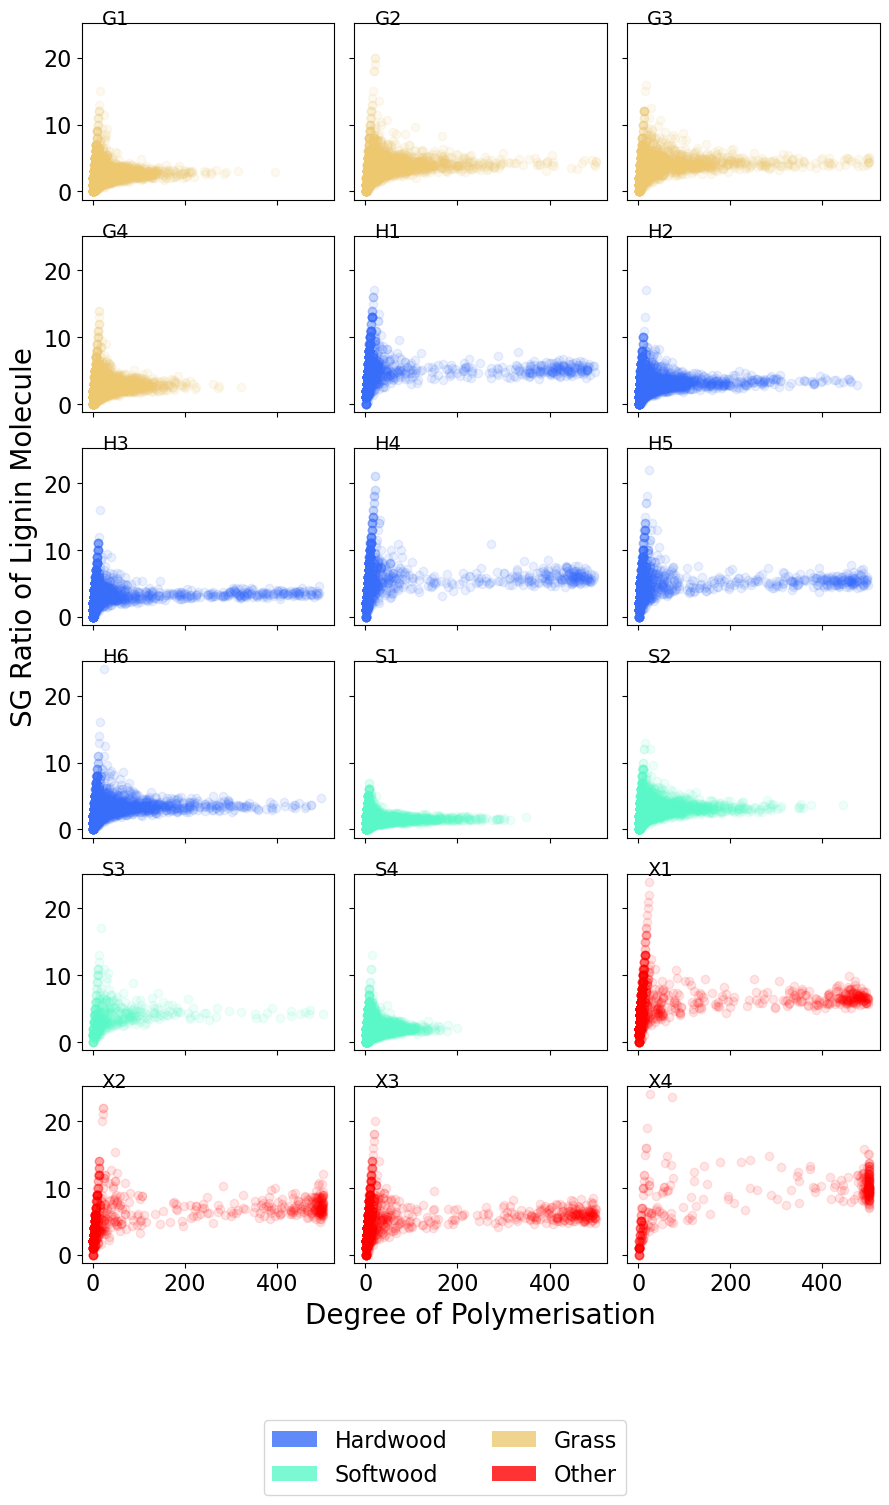 G1 G2 G3
20
10
0
G4 H1 H2
20
10
0
H3 H4 H5
20
10
0
H6 S1 S2
20
10
0
S3 S4 X1
20
10
0
X2 X3 X4
20
10
0
0 200 400 0 200 400 0 200 400
SG Ratio of Lignin Molecule
Degree of Polymerisation
Hardwood Grass
Softwood Other